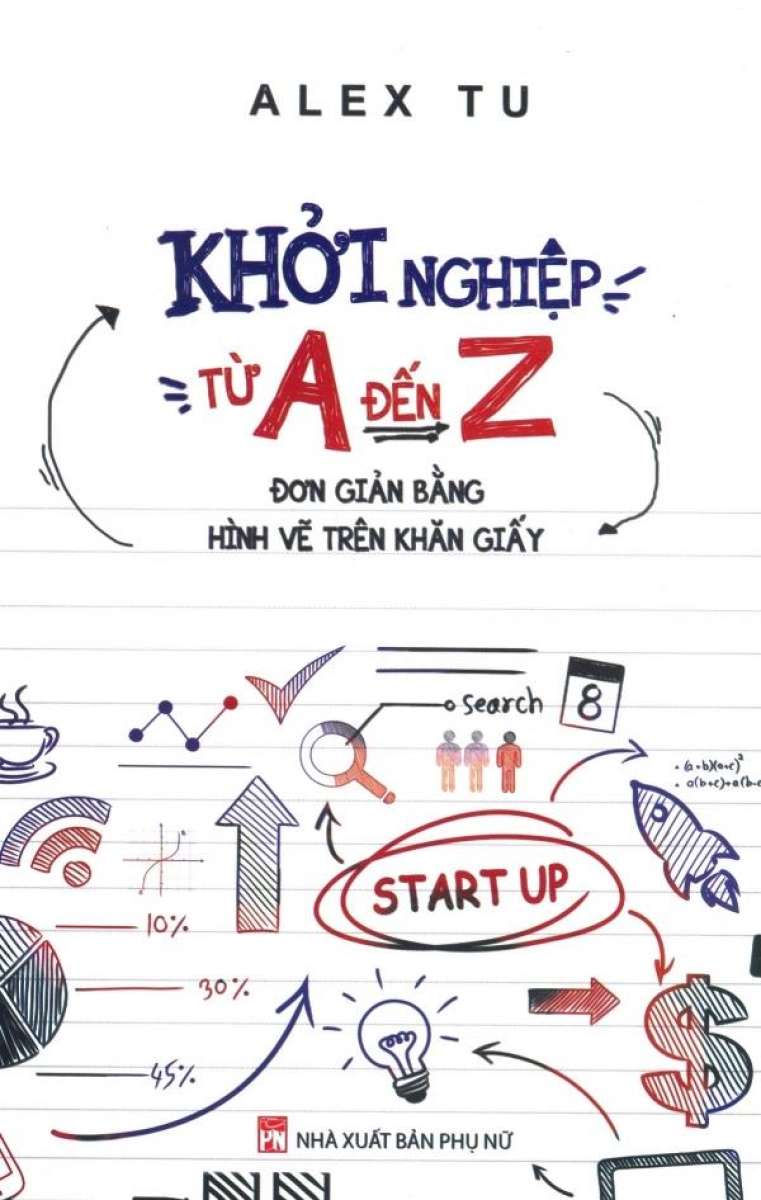 ALEX TU
KHỞI NGHIỆP
TỪ A ĐẾN Z
ĐƠN GIẢN BẰNG
HÌNH VẼ TRÊN KHĂN GIẤY
search
8
START UP
10%
30%
45%
PN NHÀ XUẤT BẢN PHỤ NỮ